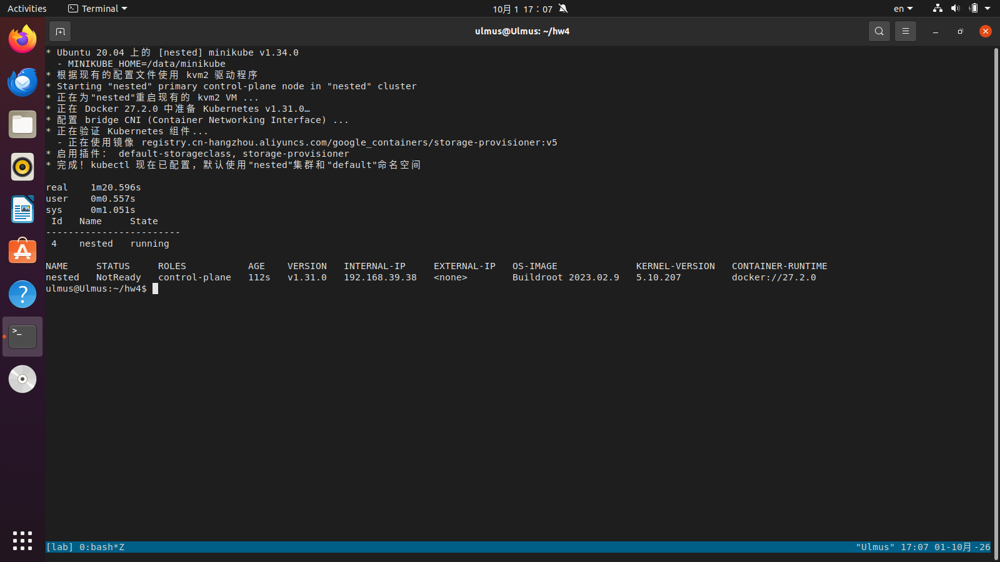 Activities Terminal 10月 1 17：07 en
ulmus@Ulmus: ~/hw4
* Ubuntu 20.04 上的 [nested] minikube v1.34.0
  - MINIKUBE_HOME=/data/minikube
* 根据现有的配置文件使用 kvm2 驱动程序
* Starting "nested" primary control-plane node in "nested" cluster
* 正在为"nested"重启现有的 kvm2 VM ...
* 正在 Docker 27.2.0 中准备 Kubernetes v1.31.0…
* 配置 bridge CNI (Container Networking Interface) ...
* 正在验证 Kubernetes 组件...
  - 正在使用镜像 registry.cn-hangzhou.aliyuncs.com/google_containers/storage-provisioner:v5
* 启用插件： default-storageclass, storage-provisioner
* 完成！kubectl 现在已配置，默认使用"nested"集群和"default"命名空间
real    1m20.596s
user    0m0.557s
sys     0m1.051s
 Id   Name     State
------------------------
 4    nested   running
NAME     STATUS     ROLES           AGE    VERSION   INTERNAL-IP     EXTERNAL-IP   OS-IMAGE              KERNEL-VERSION   CONTAINER-RUNTIME
nested   NotReady   control-plane   112s   v1.31.0   192.168.39.38   <none>        Buildroot 2023.02.9   5.10.207         docker://27.2.0
ulmus@Ulmus:~/hw4$
[lab] 0:bash*Z "Ulmus" 17:07 01-10月-26